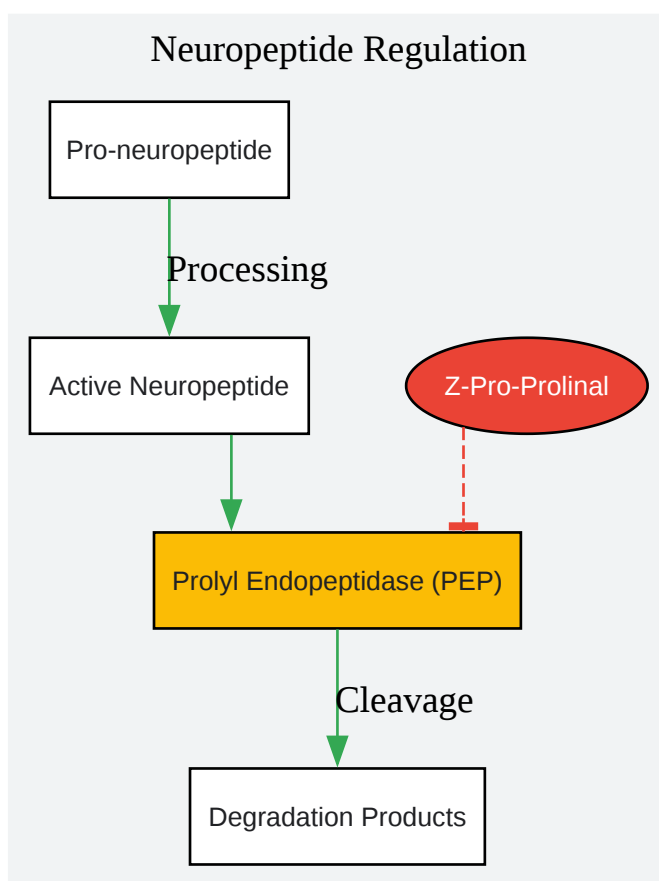 Neuropeptide Regulation
Pro-neuropeptide
Processing
Active Neuropeptide
Z-Pro-Prolinal
Prolyl Endopeptidase (PEP)
Cleavage
Degradation Products